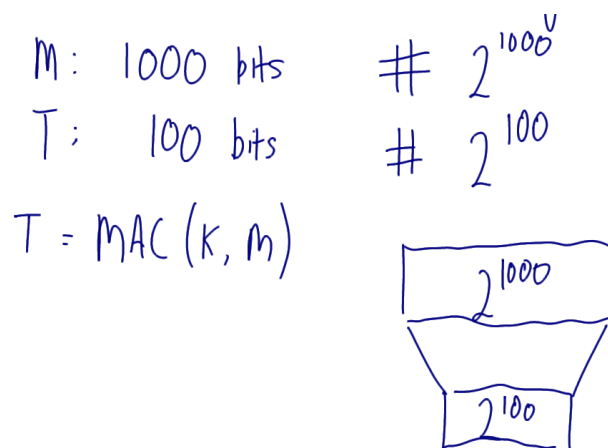 M: 1000 bits # 2^1000
T: 100 bits # 2^100
T = MAC (K, M)
2^1000
2^100